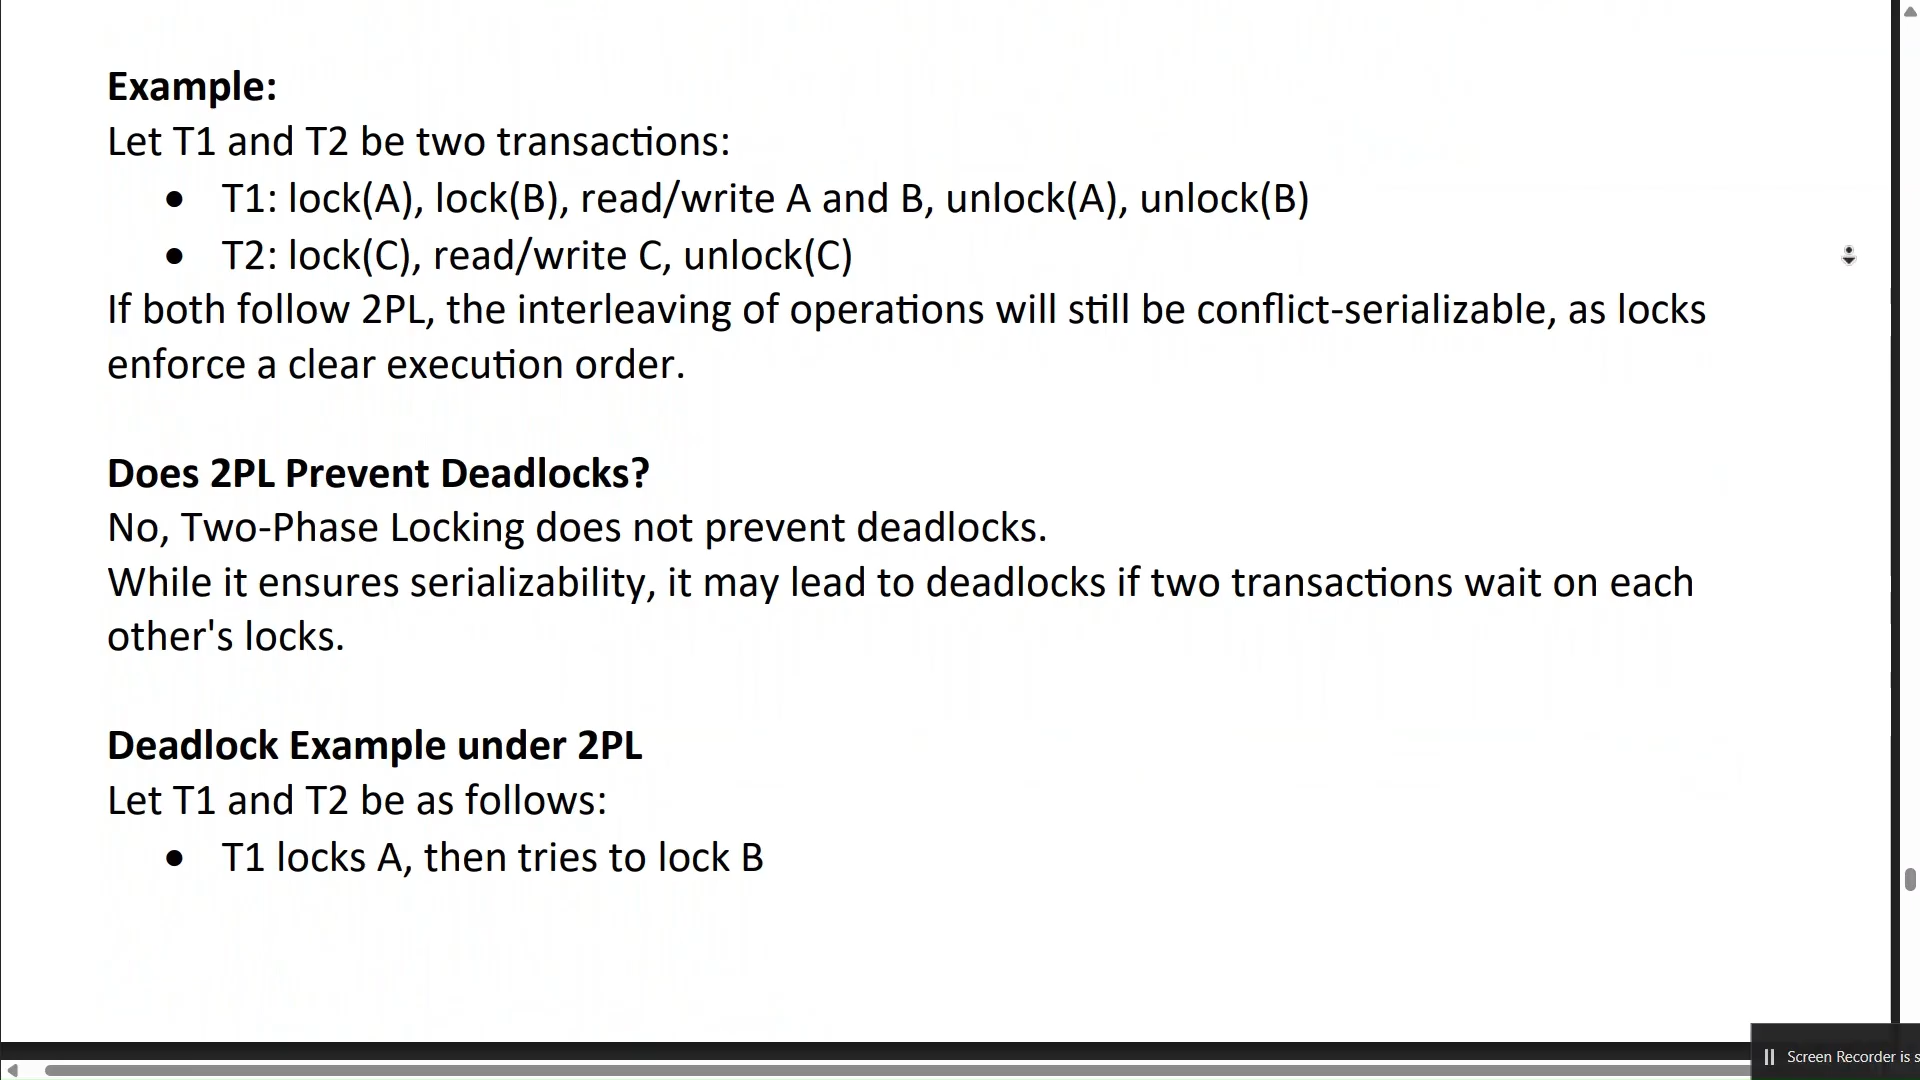 Example:
Let T1 and T2 be two transactions:
• T1: lock(A), lock(B), read/write A and B, unlock(A), unlock(B)
• T2: lock(C), read/write C, unlock(C)
If both follow 2PL, the interleaving of operations will still be conflict-serializable, as locks
enforce a clear execution order.
Does 2PL Prevent Deadlocks?
No, Two-Phase Locking does not prevent deadlocks.
While it ensures serializability, it may lead to deadlocks if two transactions wait on each
other's locks.
Deadlock Example under 2PL
Let T1 and T2 be as follows:
• T1 locks A, then tries to lock B
Screen Recorder is s